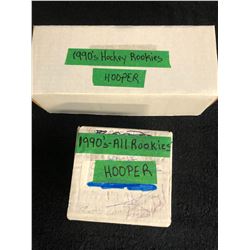 1990's Hockey Rookies
HOOPER
1990's-All Rookies
HOOPER